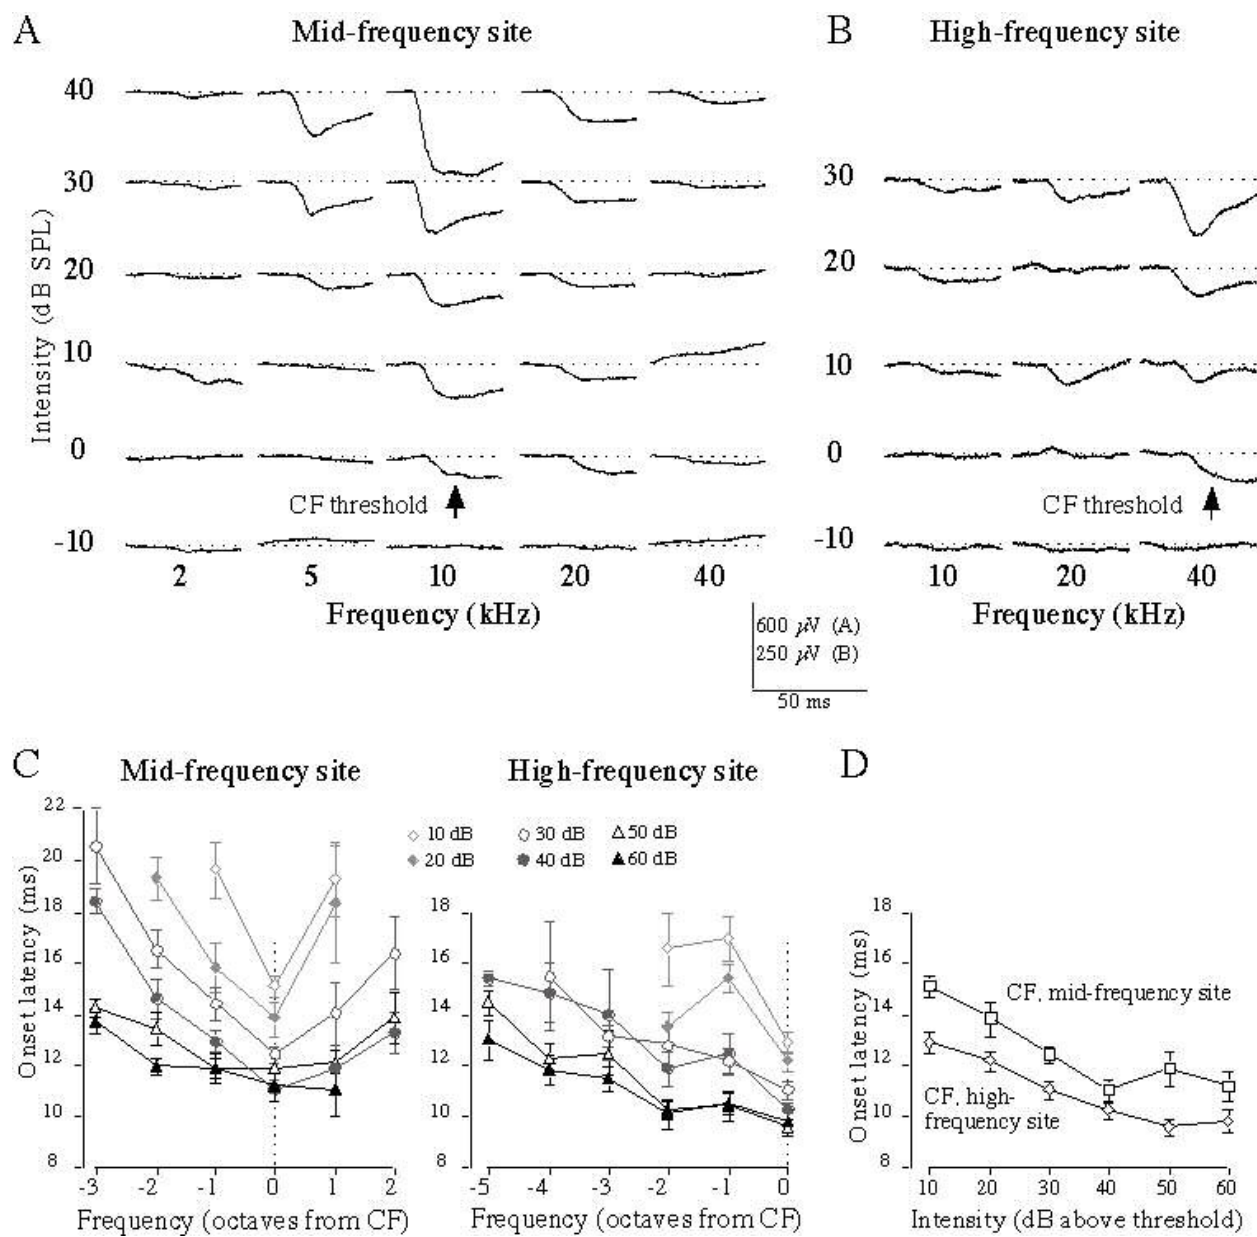 A Mid-frequency site
B High-frequency site
Intensity (dB SPL)
40
30
20
10
0
-10
CF threshold
2 5 10 20 40
Frequency (kHz)
30
20
10
0
-10
CF threshold
10 20 40
Frequency (kHz)
600 µV (A)
250 µV (B)
50 ms
C Mid-frequency site
High-frequency site
10 dB 30 dB 50 dB
20 dB 40 dB 60 dB
Onset latency (ms)
22
20
18
16
14
12
10
8
-3 -2 -1 0 1 2
Frequency (octaves from CF)
18
16
14
12
10
8
-5 -4 -3 -2 -1 0
Frequency (octaves from CF)
D
Onset latency (ms)
18
16
14
12
10
8
CF, mid-frequency site
CF, high-
frequency site
10 20 30 40 50 60
Intensity (dB above threshold)